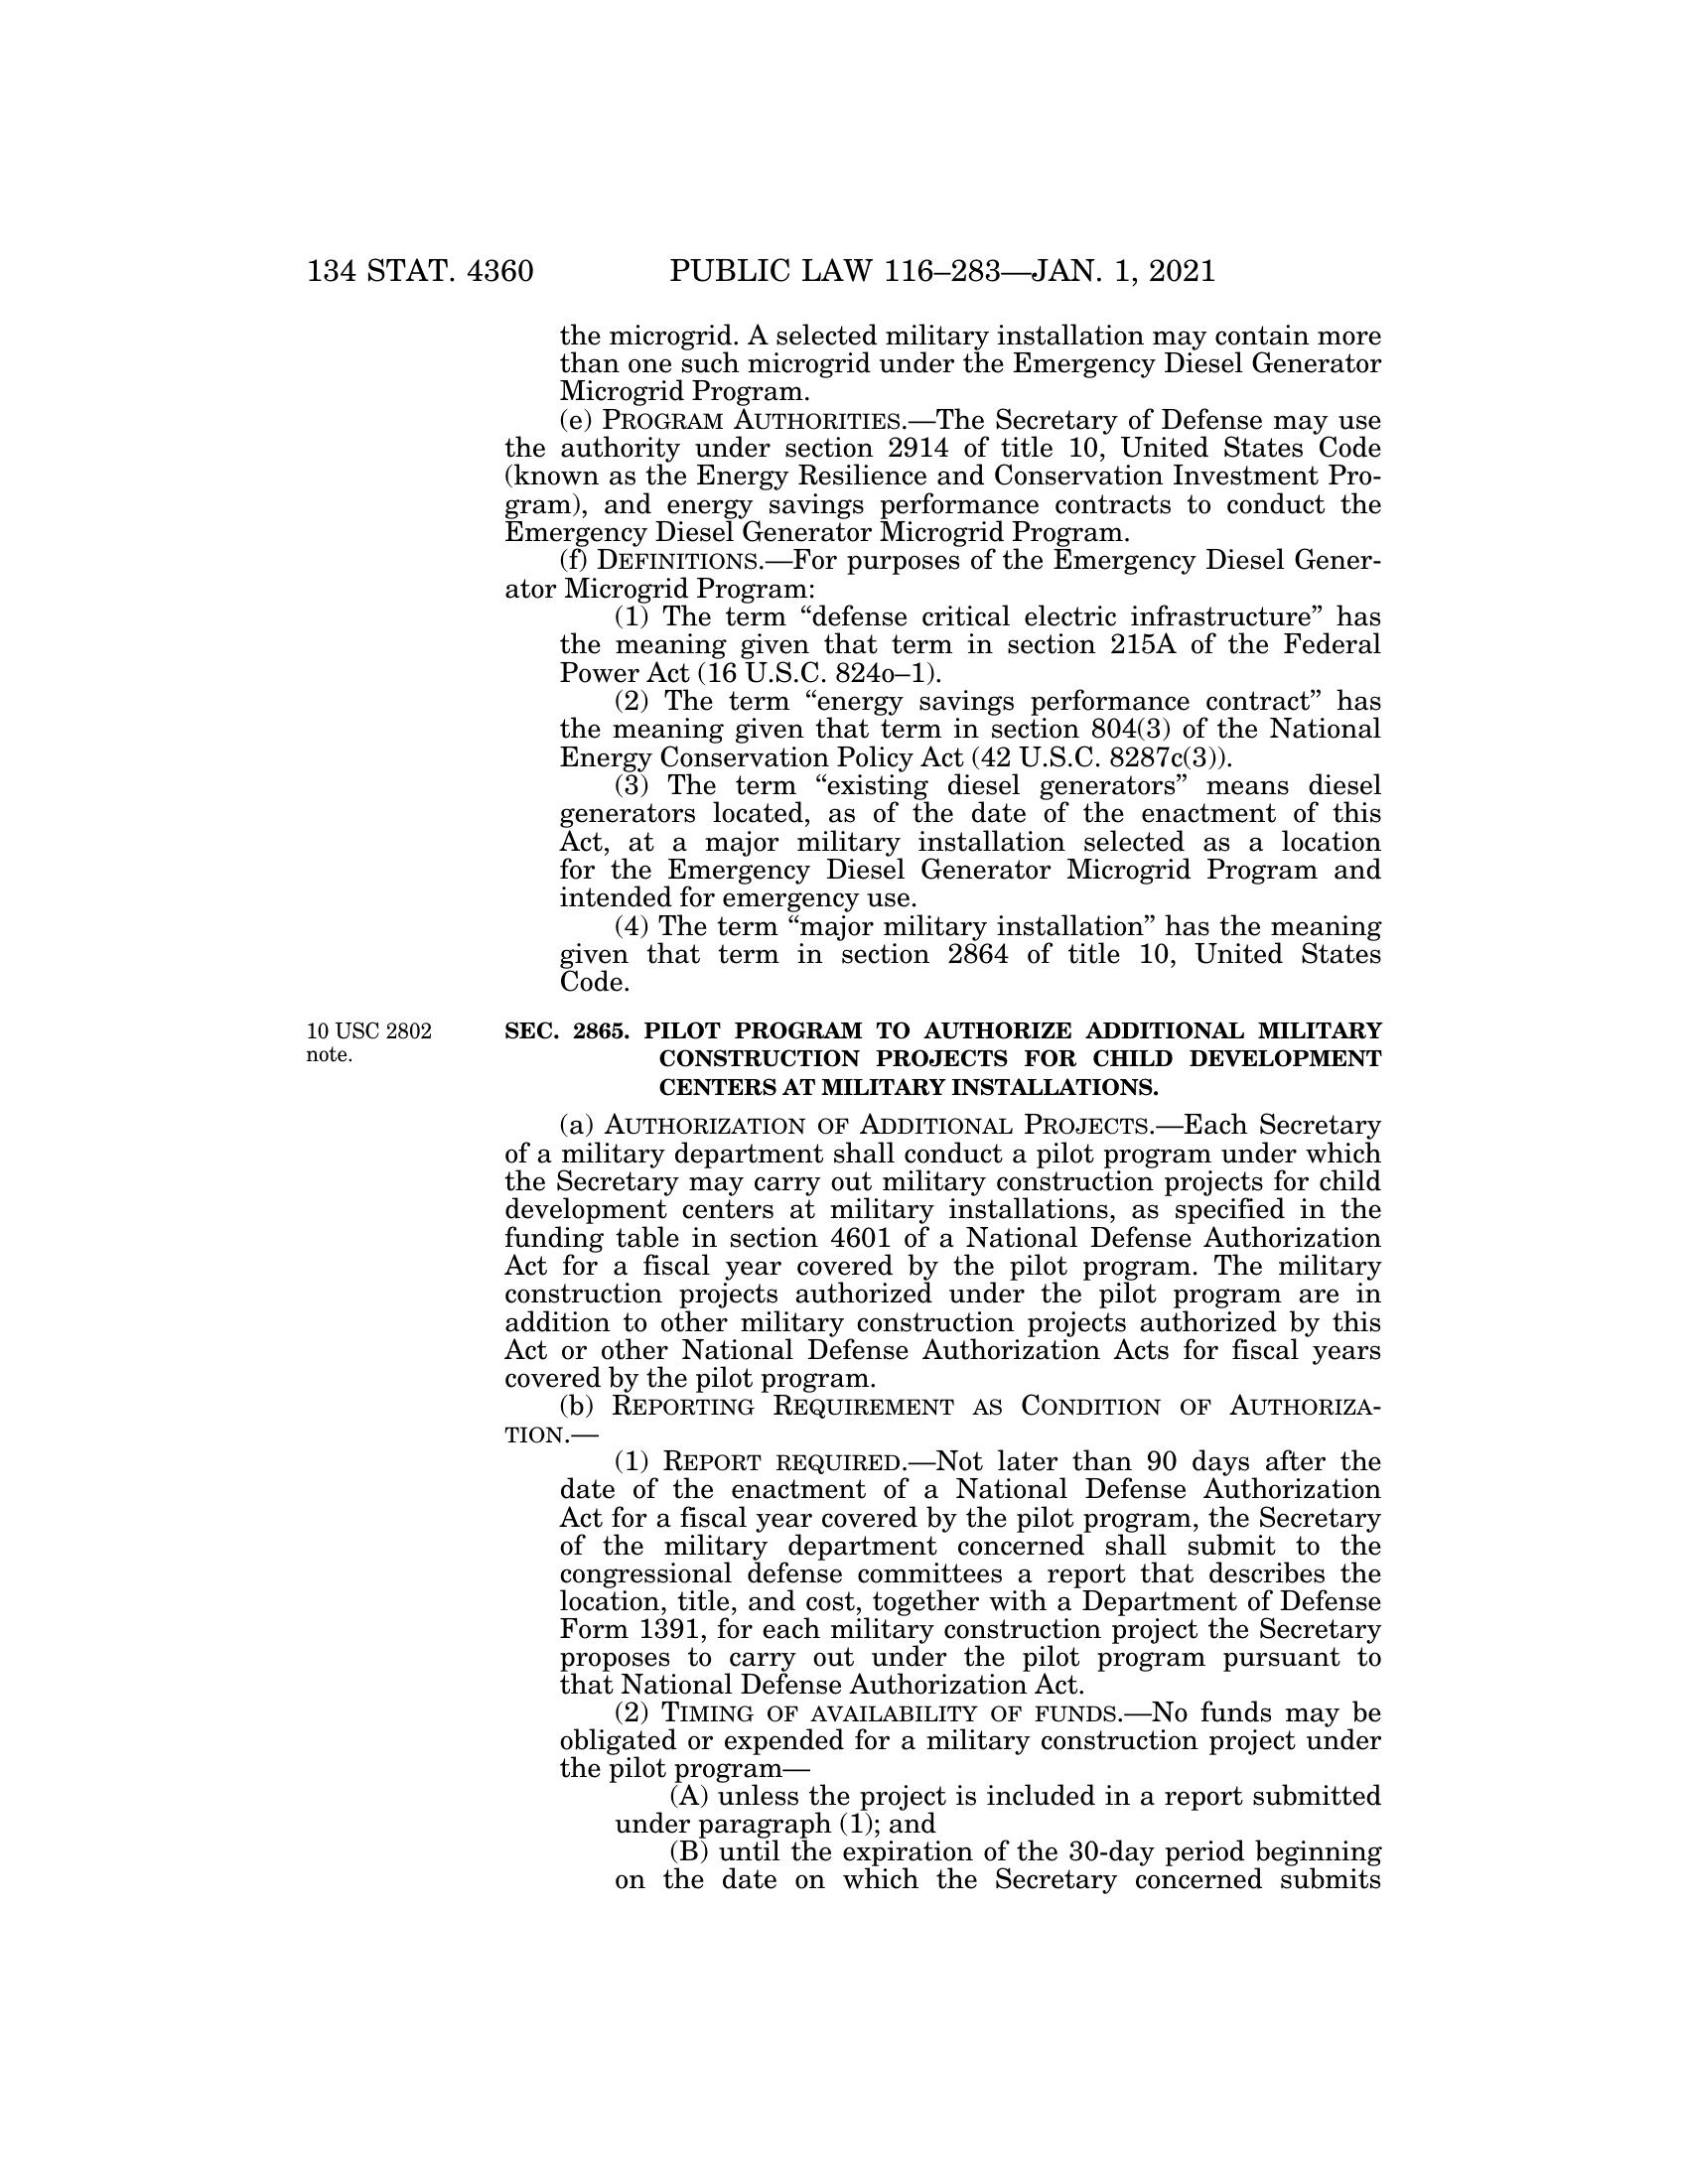 134 STAT. 4360 PUBLIC LAW 116–283—JAN. 1, 2021
the microgrid. A selected military installation may contain more
than one such microgrid under the Emergency Diesel Generator
Microgrid Program.
(e) PROGRAM AUTHORITIES.—The Secretary of Defense may use
the authority under section 2914 of title 10, United States Code
(known as the Energy Resilience and Conservation Investment Pro-
gram), and energy savings performance contracts to conduct the
Emergency Diesel Generator Microgrid Program.
(f) DEFINITIONS.—For purposes of the Emergency Diesel Gener-
ator Microgrid Program:
(1) The term “defense critical electric infrastructure” has
the meaning given that term in section 215A of the Federal
Power Act (16 U.S.C. 824o–1).
(2) The term “energy savings performance contract” has
the meaning given that term in section 804(3) of the National
Energy Conservation Policy Act (42 U.S.C. 8287c(3)).
(3) The term “existing diesel generators” means diesel
generators located, as of the date of the enactment of this
Act, at a major military installation selected as a location
for the Emergency Diesel Generator Microgrid Program and
intended for emergency use.
(4) The term “major military installation” has the meaning
given that term in section 2864 of title 10, United States
Code.
10 USC 2802
note.
SEC. 2865. PILOT PROGRAM TO AUTHORIZE ADDITIONAL MILITARY
CONSTRUCTION PROJECTS FOR CHILD DEVELOPMENT
CENTERS AT MILITARY INSTALLATIONS.
(a) AUTHORIZATION OF ADDITIONAL PROJECTS.—Each Secretary
of a military department shall conduct a pilot program under which
the Secretary may carry out military construction projects for child
development centers at military installations, as specified in the
funding table in section 4601 of a National Defense Authorization
Act for a fiscal year covered by the pilot program. The military
construction projects authorized under the pilot program are in
addition to other military construction projects authorized by this
Act or other National Defense Authorization Acts for fiscal years
covered by the pilot program.
(b) REPORTING REQUIREMENT AS CONDITION OF AUTHORIZA-
TION.—
(1) REPORT REQUIRED.—Not later than 90 days after the
date of the enactment of a National Defense Authorization
Act for a fiscal year covered by the pilot program, the Secretary
of the military department concerned shall submit to the
congressional defense committees a report that describes the
location, title, and cost, together with a Department of Defense
Form 1391, for each military construction project the Secretary
proposes to carry out under the pilot program pursuant to
that National Defense Authorization Act.
(2) TIMING OF AVAILABILITY OF FUNDS.—No funds may be
obligated or expended for a military construction project under
the pilot program—
(A) unless the project is included in a report submitted
under paragraph (1); and
(B) until the expiration of the 30-day period beginning
on the date on which the Secretary concerned submits